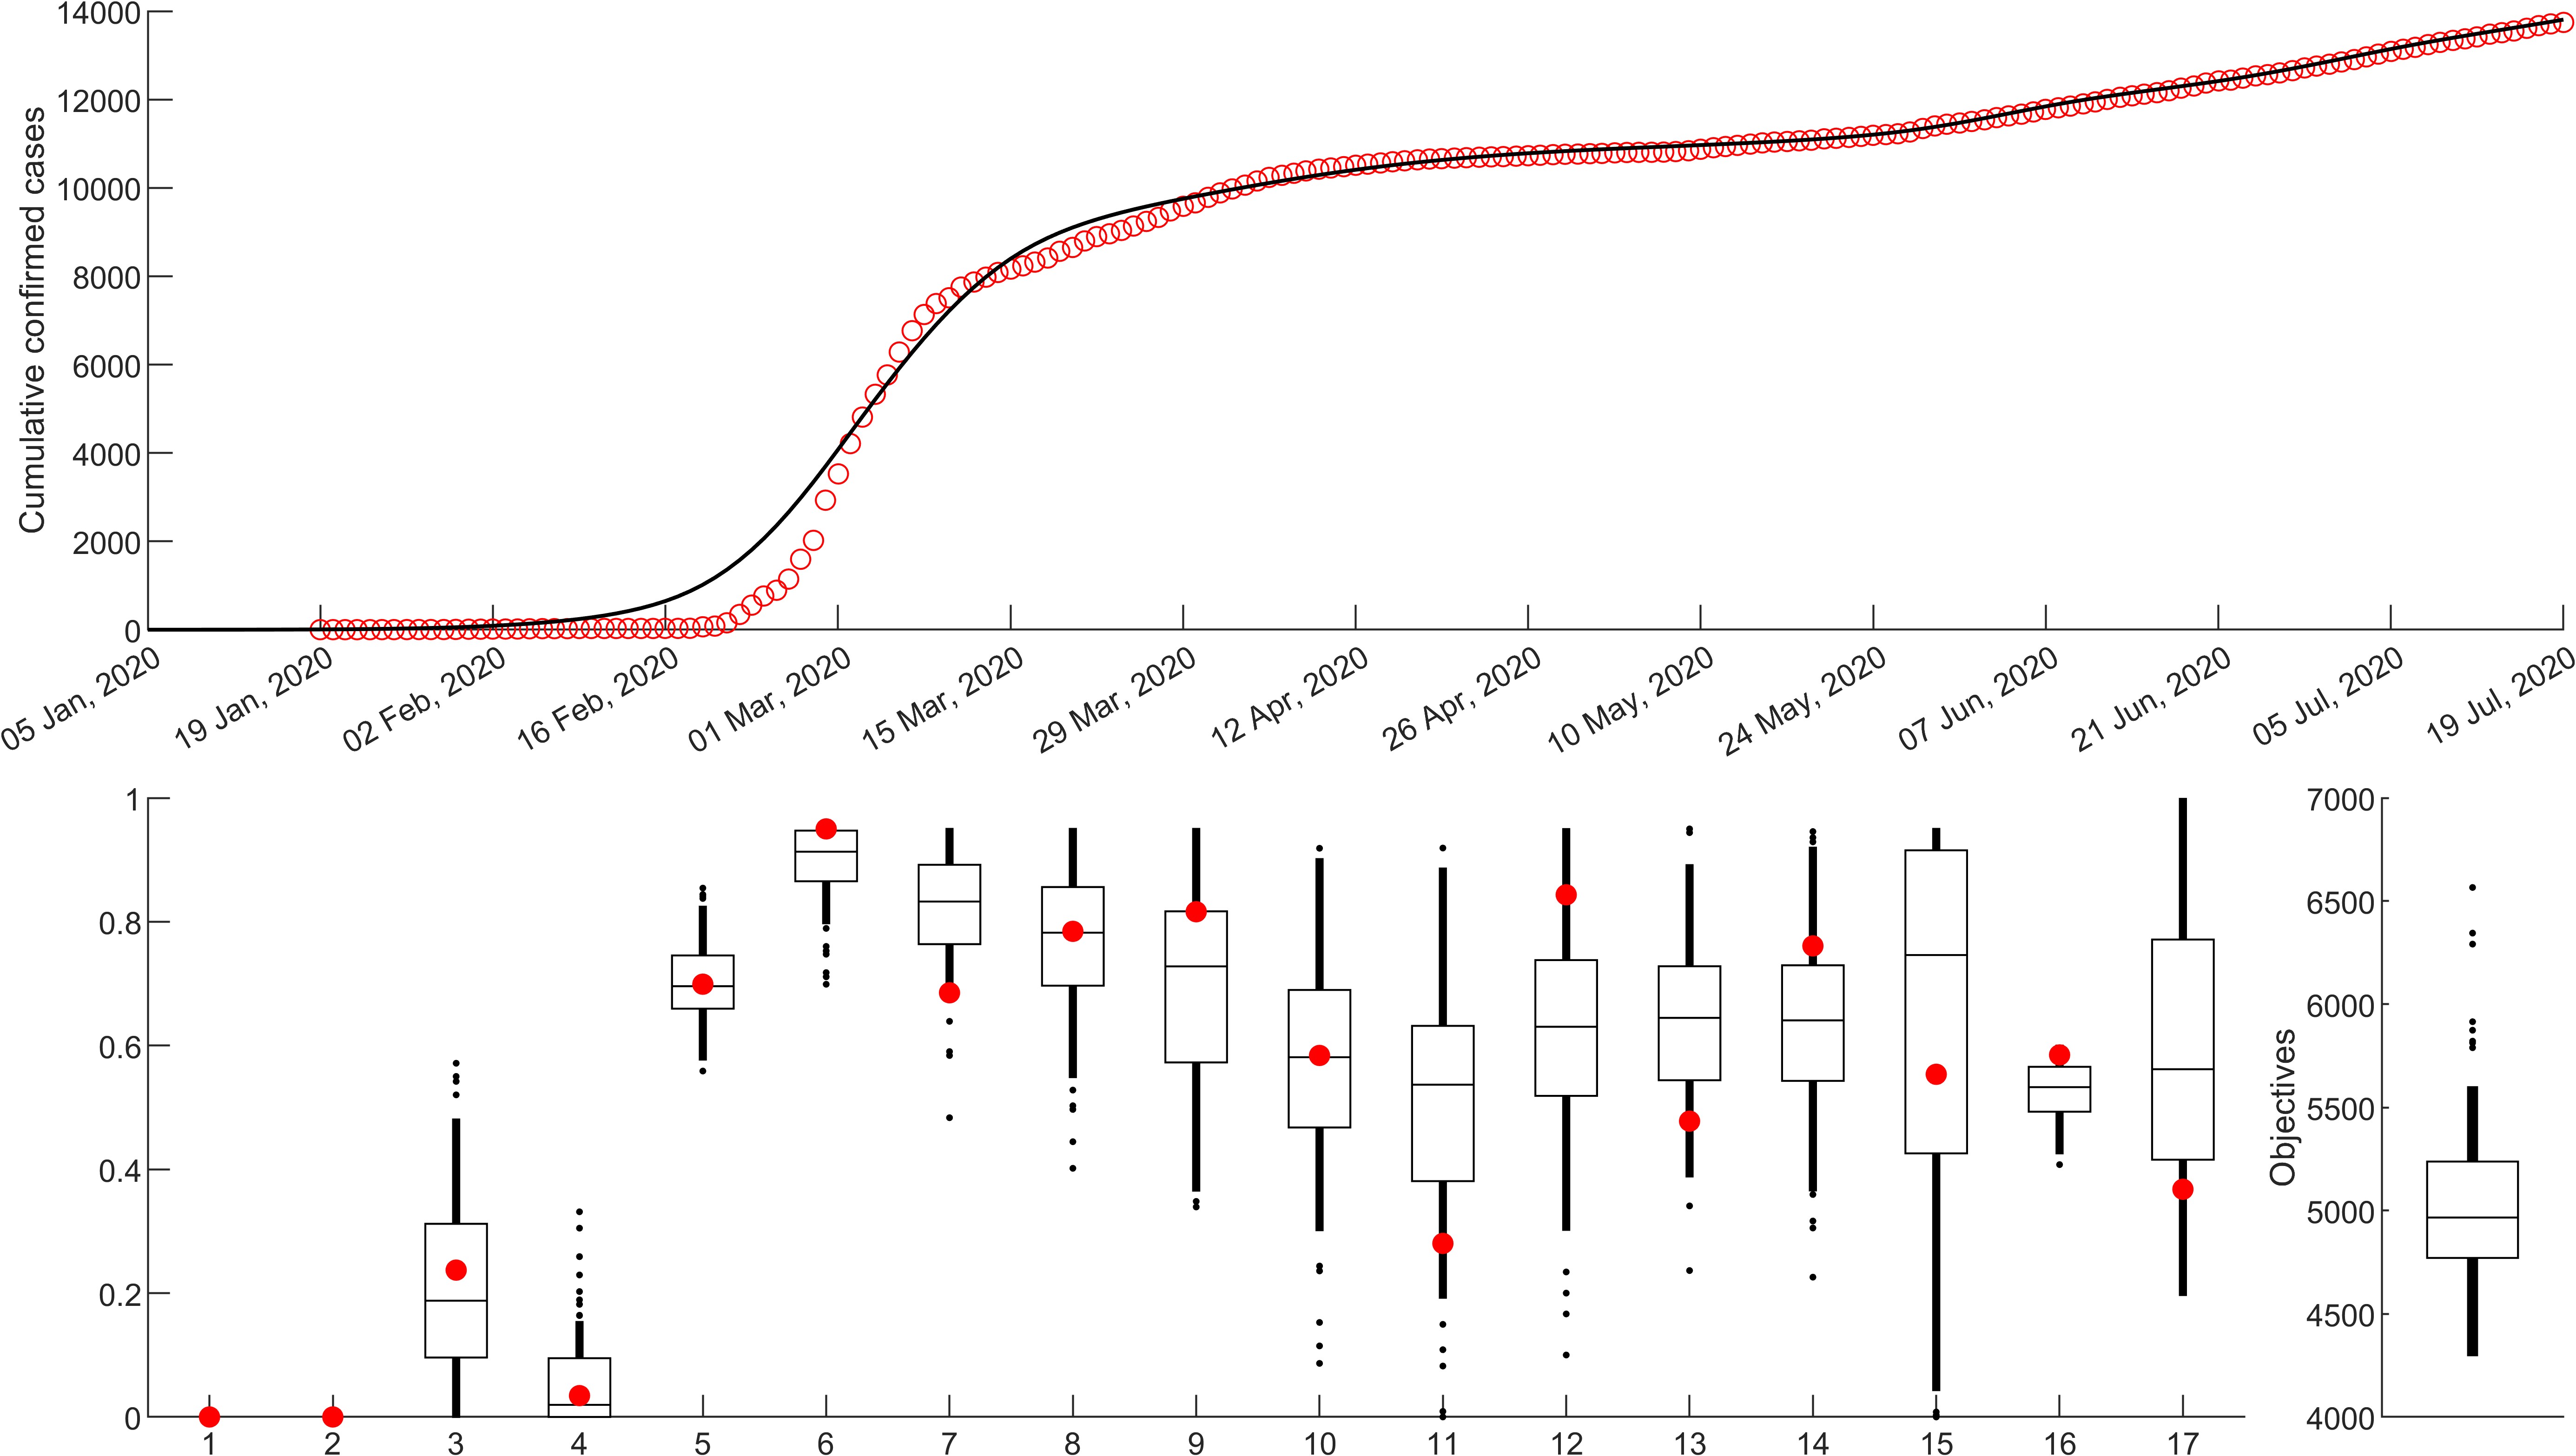 Cumulative confirmed cases
14000
12000
10000
8000
6000
4000
2000
0
05 Jan, 2020
19 Jan, 2020
02 Feb, 2020
16 Feb, 2020
01 Mar, 2020
15 Mar, 2020
29 Mar, 2020
12 Apr, 2020
26 Apr, 2020
10 May, 2020
24 May, 2020
07 Jun, 2020
21 Jun, 2020
05 Jul, 2020
19 Jul, 2020
1
0.8
0.6
0.4
0.2
0
1 2 3 4 5 6 7 8 9 10 11 12 13 14 15 16 17
Objectives
7000
6500
6000
5500
5000
4500
4000